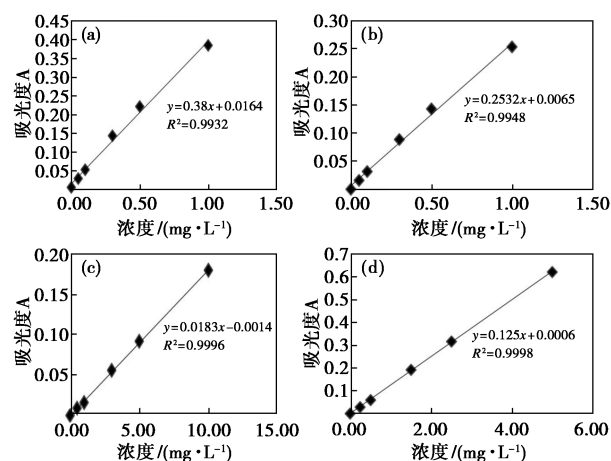 (a)
吸光度A
0.45
0.40
0.35
0.30
0.25
0.20
0.15
0.10
0.05
y=0.38x+0.0164
R²=0.9932
0.00 0.50 1.00 1.50
浓度/(mg·L⁻¹)
(b)
吸光度A
0.30
0.25
0.20
0.15
0.10
0.05
y=0.2532x+0.0065
R²=0.9948
0.00 0.50 1.00 1.50
浓度/(mg·L⁻¹)
(c)
吸光度A
0.20
0.15
0.10
0.05
y=0.0183x-0.0014
R²=0.9996
0.00 5.00 10.00 15.00
浓度/(mg·L⁻¹)
(d)
吸光度A
0.7
0.6
0.5
0.4
0.3
0.2
0.1
0
y=0.125x+0.0006
R²=0.9998
0.00 2.00 4.00 6.00
浓度/(mg·L⁻¹)